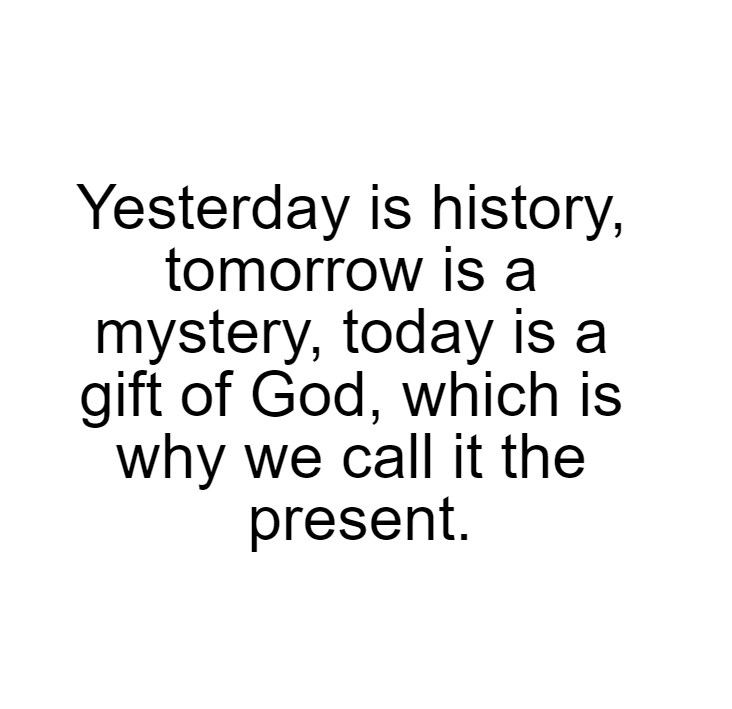 Yesterday is history,
tomorrow is a
mystery, today is a
gift of God, which is
why we call it the
present.